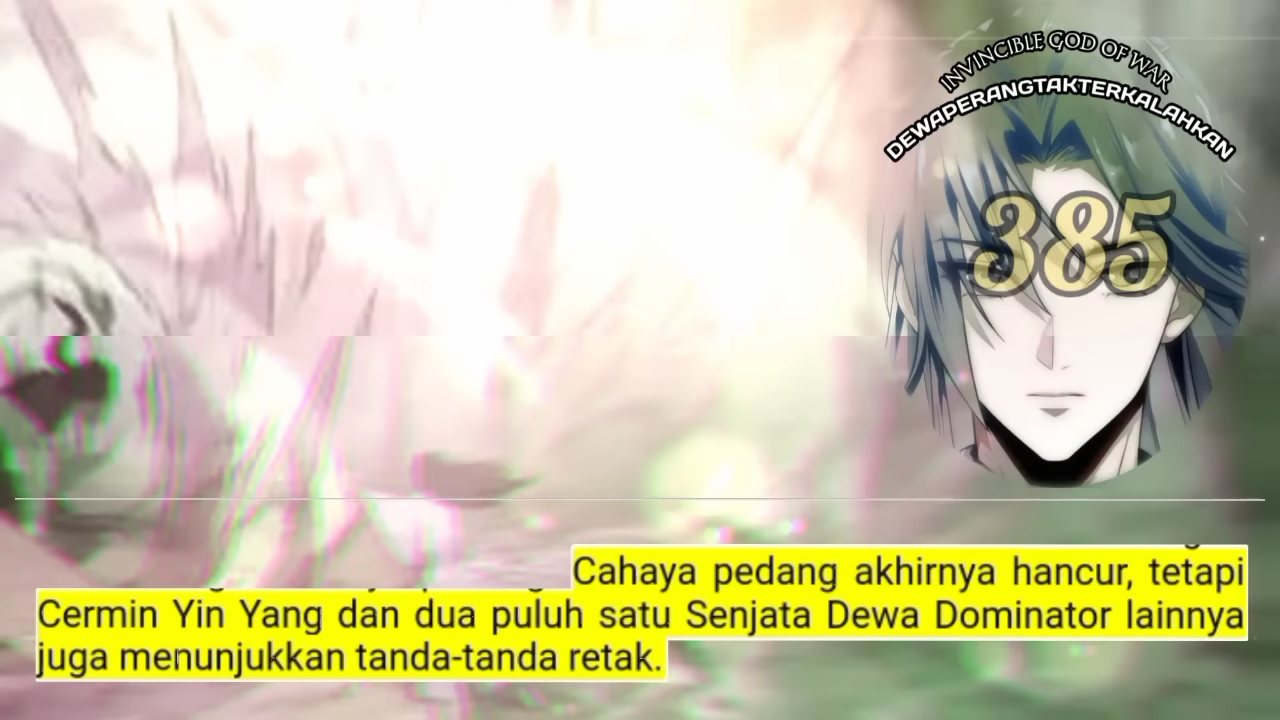 INVINCIBLE GOD OF WAR
DEWAPERANGTAKTERKALAHKAN
385
Cahaya pedang akhirnya hancur, tetapi
Cermin Yin Yang dan dua puluh satu Senjata Dewa Dominator lainnya
juga menunjukkan tanda-tanda retak.